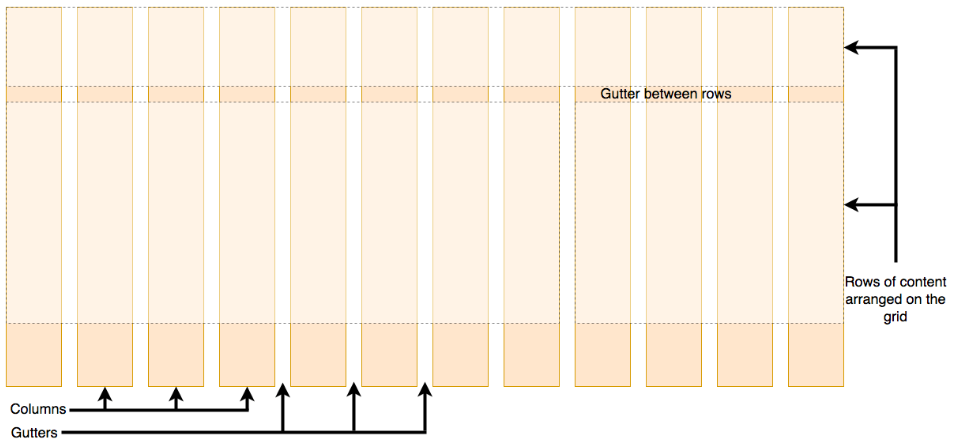 Gutter between rows
Rows of content
arranged on the
grid
Columns
Gutters